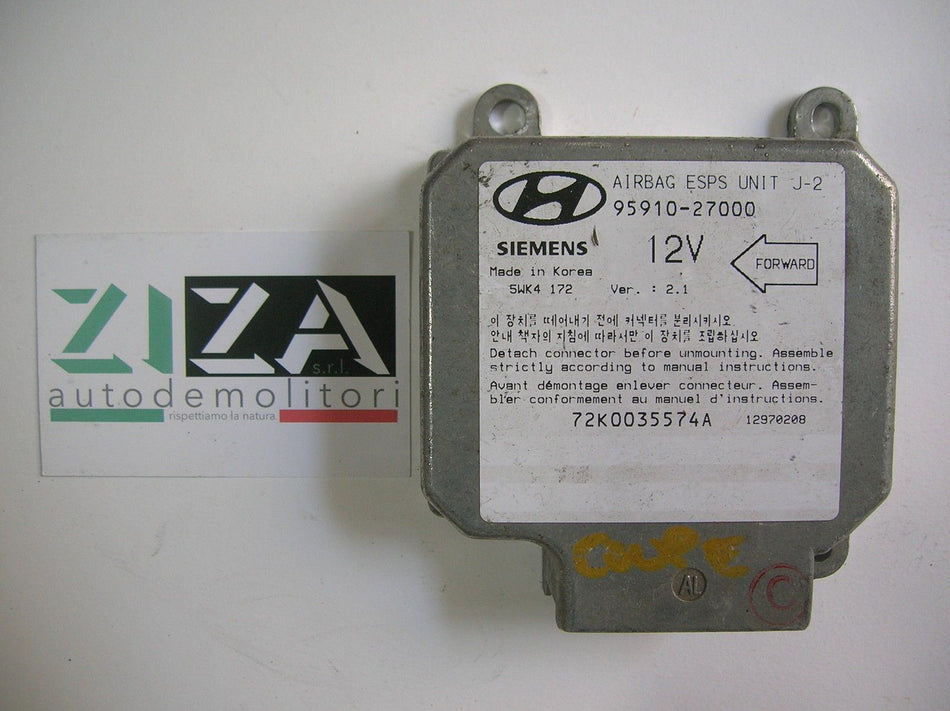 ZIZA
s.r.l.
autodemolitori
rispettiamo la natura.
AIRBAG ESPS UNIT J-2
95910-27000
SIEMENS
12V
FORWARD
Made in Korea
5WK4 172
Ver. : 2.1
이 장치를 떼어내기 전에 커넥터를 분리시키시오
안내 책자의 지침에 따라서만 이 장치를 조립하십시오
Detach connector before unmounting. Assemble
strictly according to manual instructions.
Avant démontage enlever connecteur. Assem-
bler conformement au manuel d'instructions.
72K0035574A
12970208
COUPE
AL
C